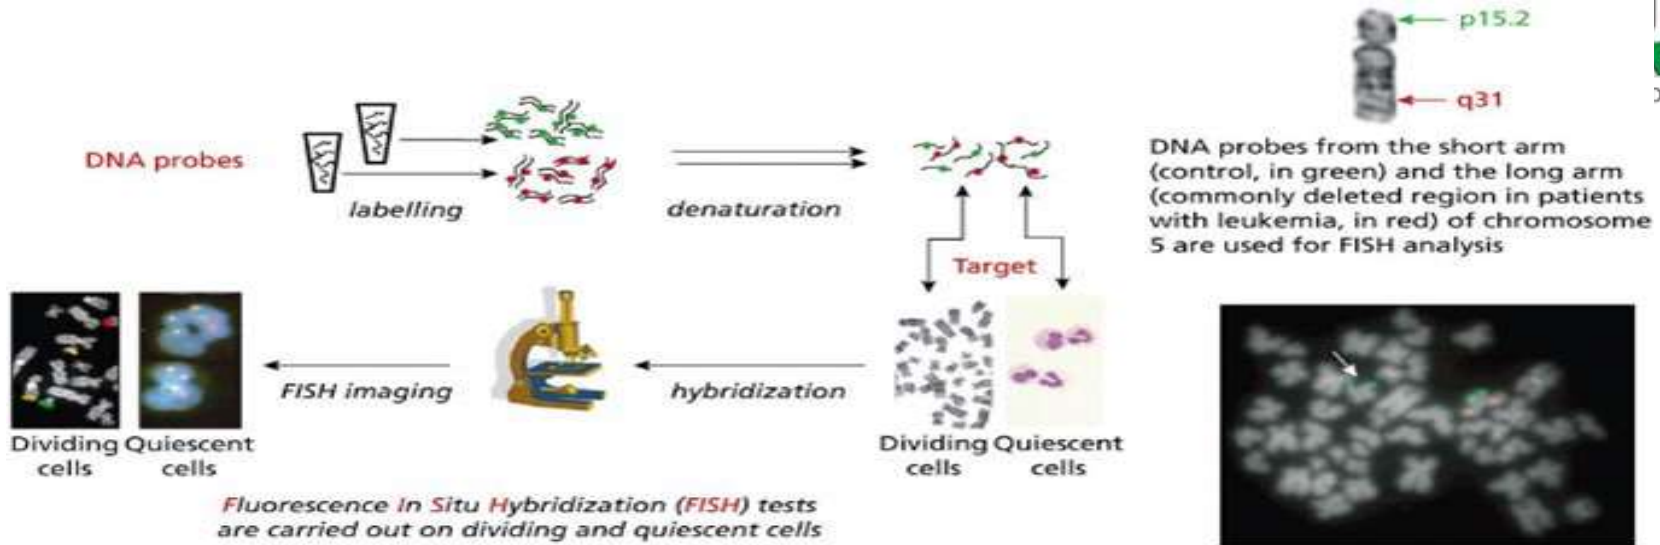 p15.2
q31
DNA probes
labelling
denaturation
DNA probes from the short arm
(control, in green) and the long arm
(commonly deleted region in patients
with leukemia, in red) of chromosome
5 are used for FISH analysis
Target
FISH imaging
hybridization
Dividing Quiescent
cells cells
Dividing Quiescent
cells cells
Fluorescence In Situ Hybridization (FISH) tests
are carried out on dividing and quiescent cells